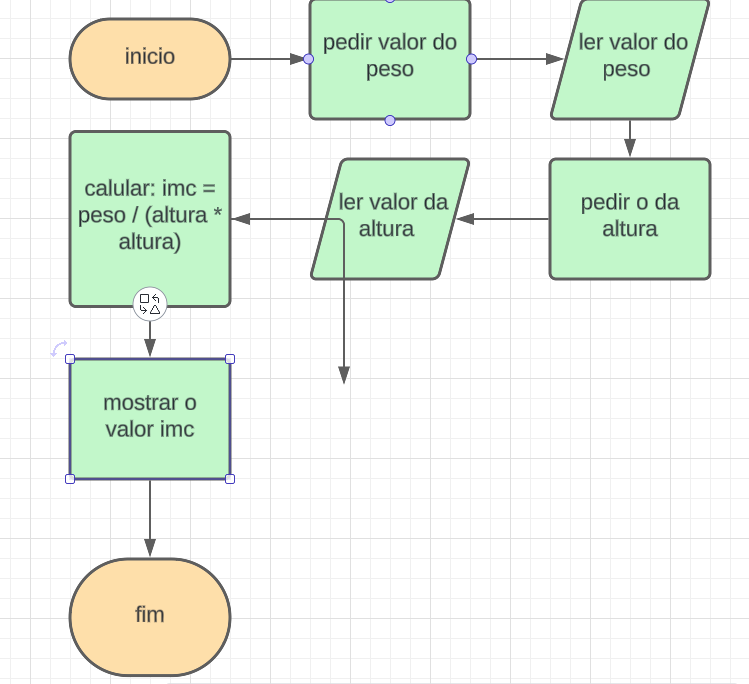 inicio
pedir valor do
peso
ler valor do
peso
pedir o da
altura
ler valor da
altura
calular: imc =
peso / (altura *
altura)
mostrar o
valor imc
fim